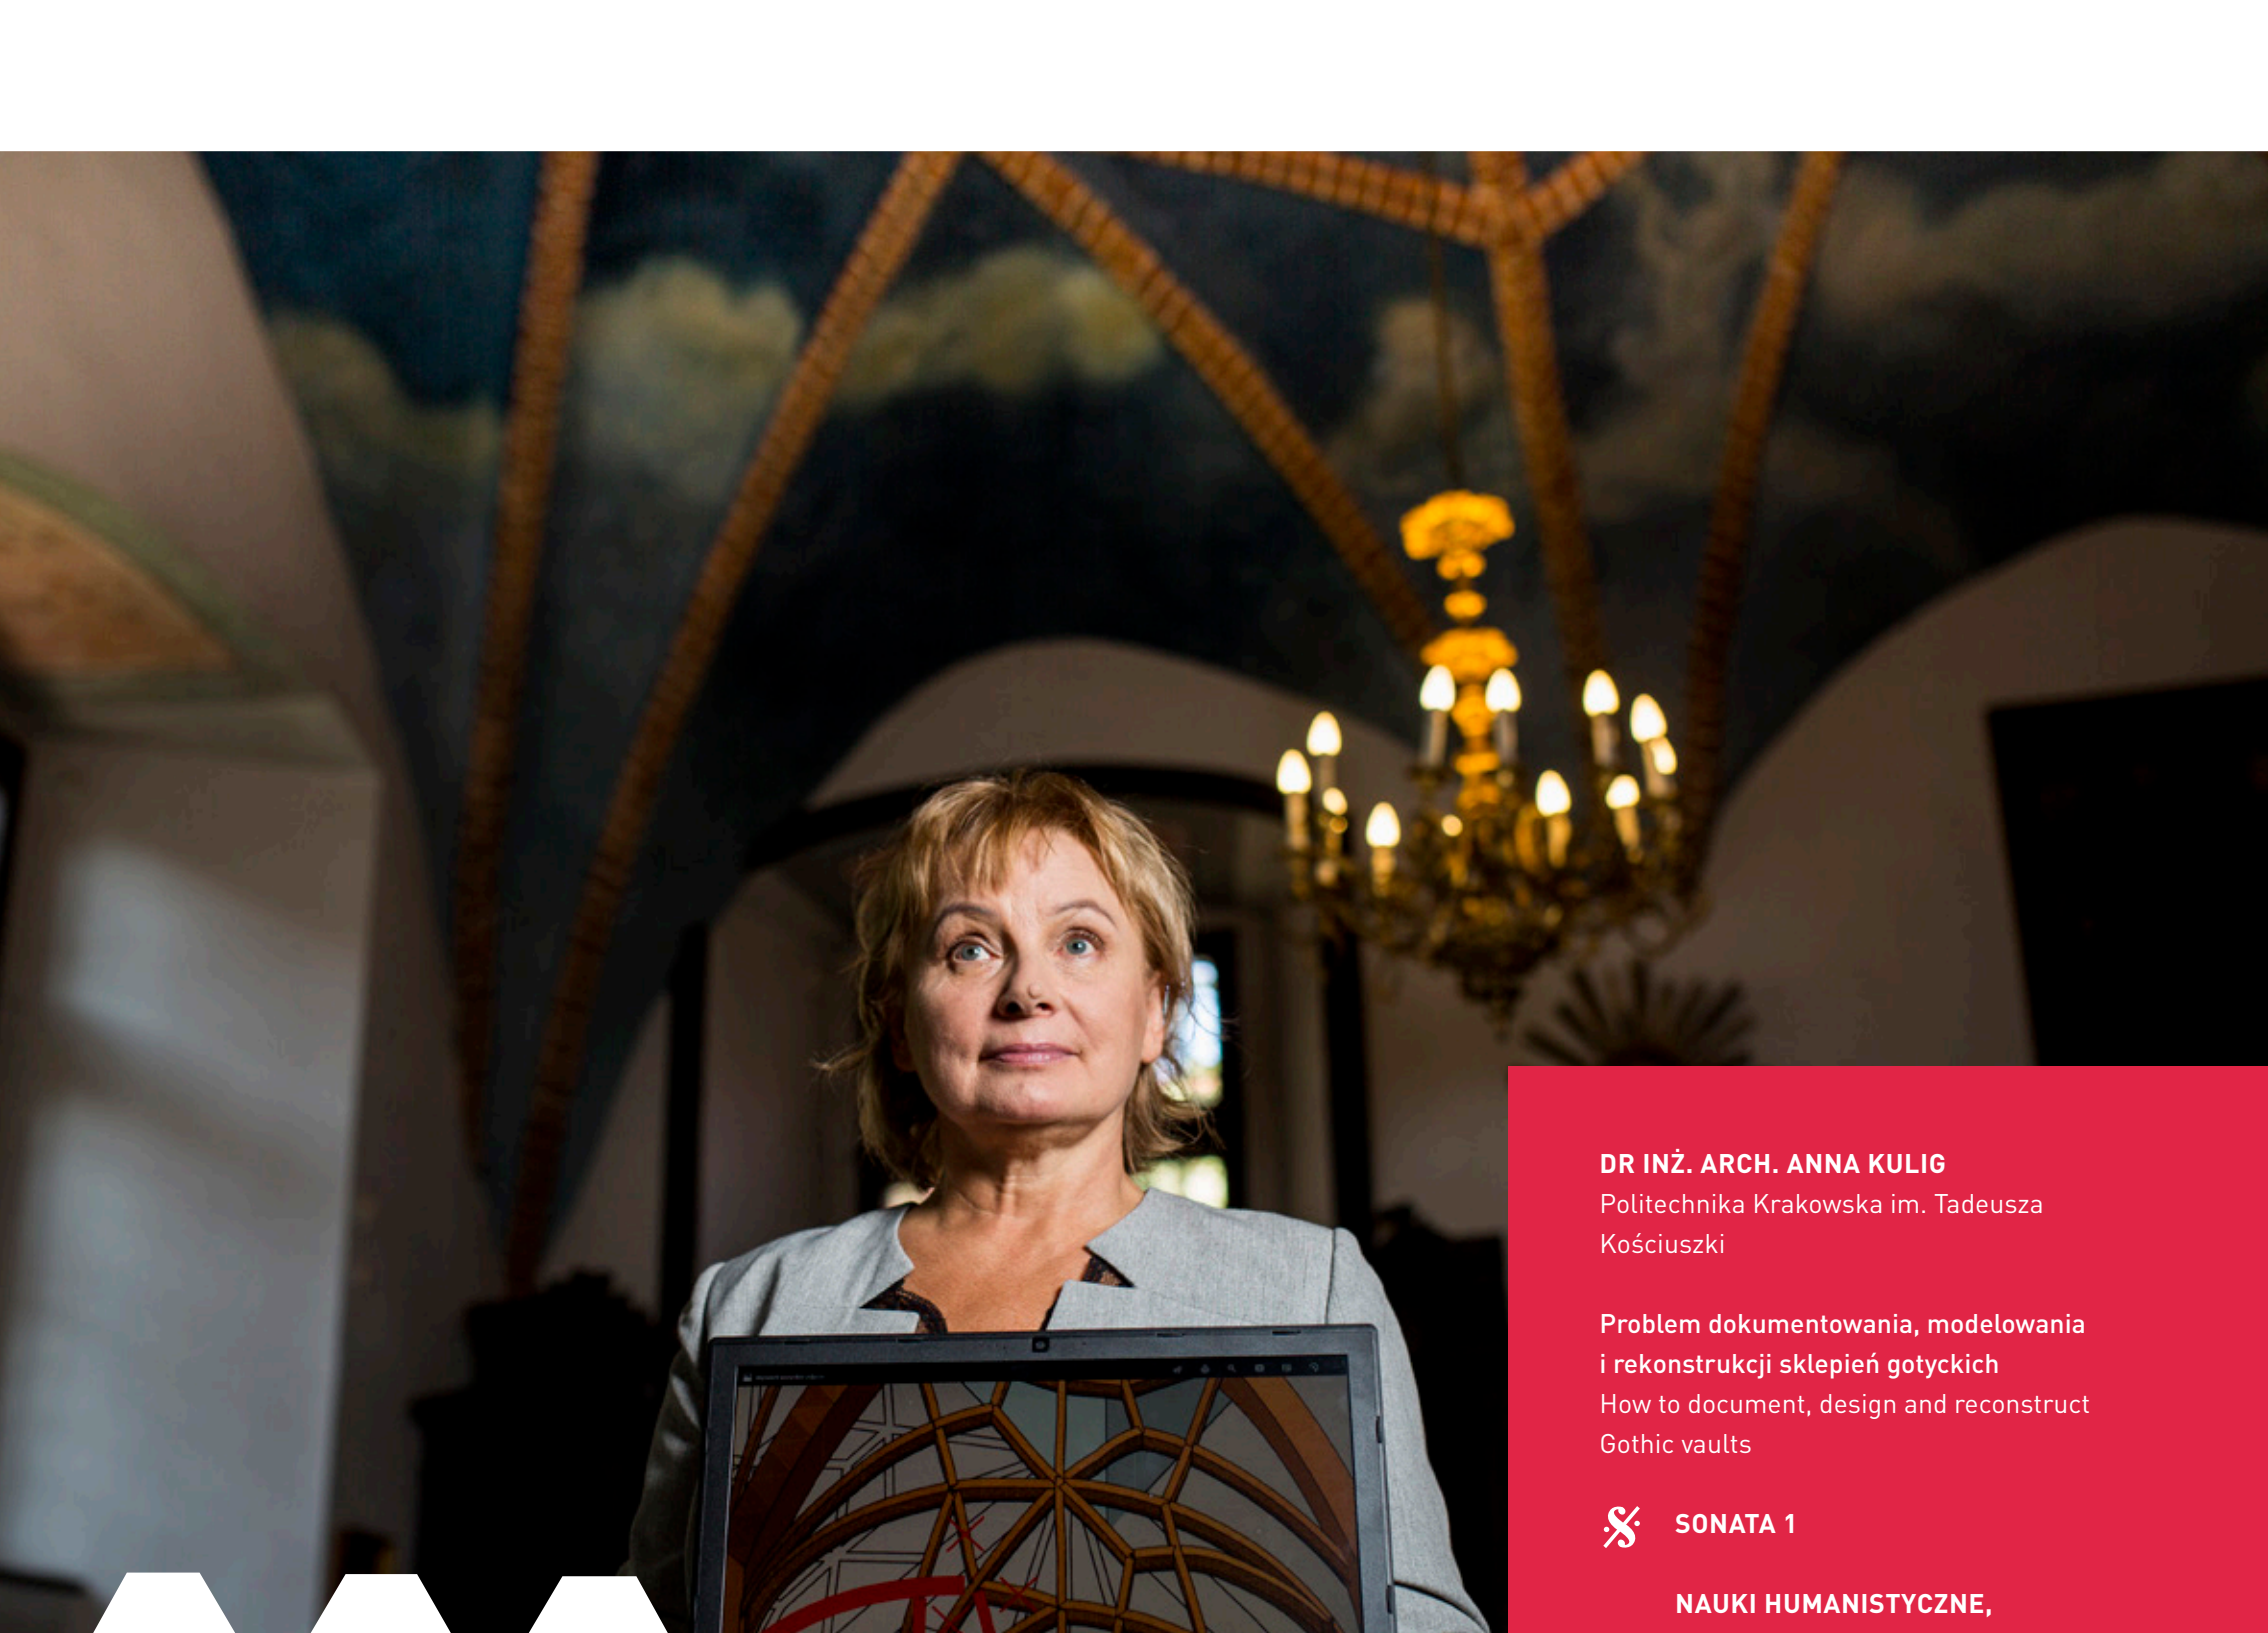 DR INŻ. ARCH. ANNA KULIG
Politechnika Krakowska im. Tadeusza
Kościuszki
Problem dokumentowania, modelowania
i rekonstrukcji sklepień gotyckich
How to document, design and reconstruct
Gothic vaults
SONATA 1
NAUKI HUMANISTYCZNE,